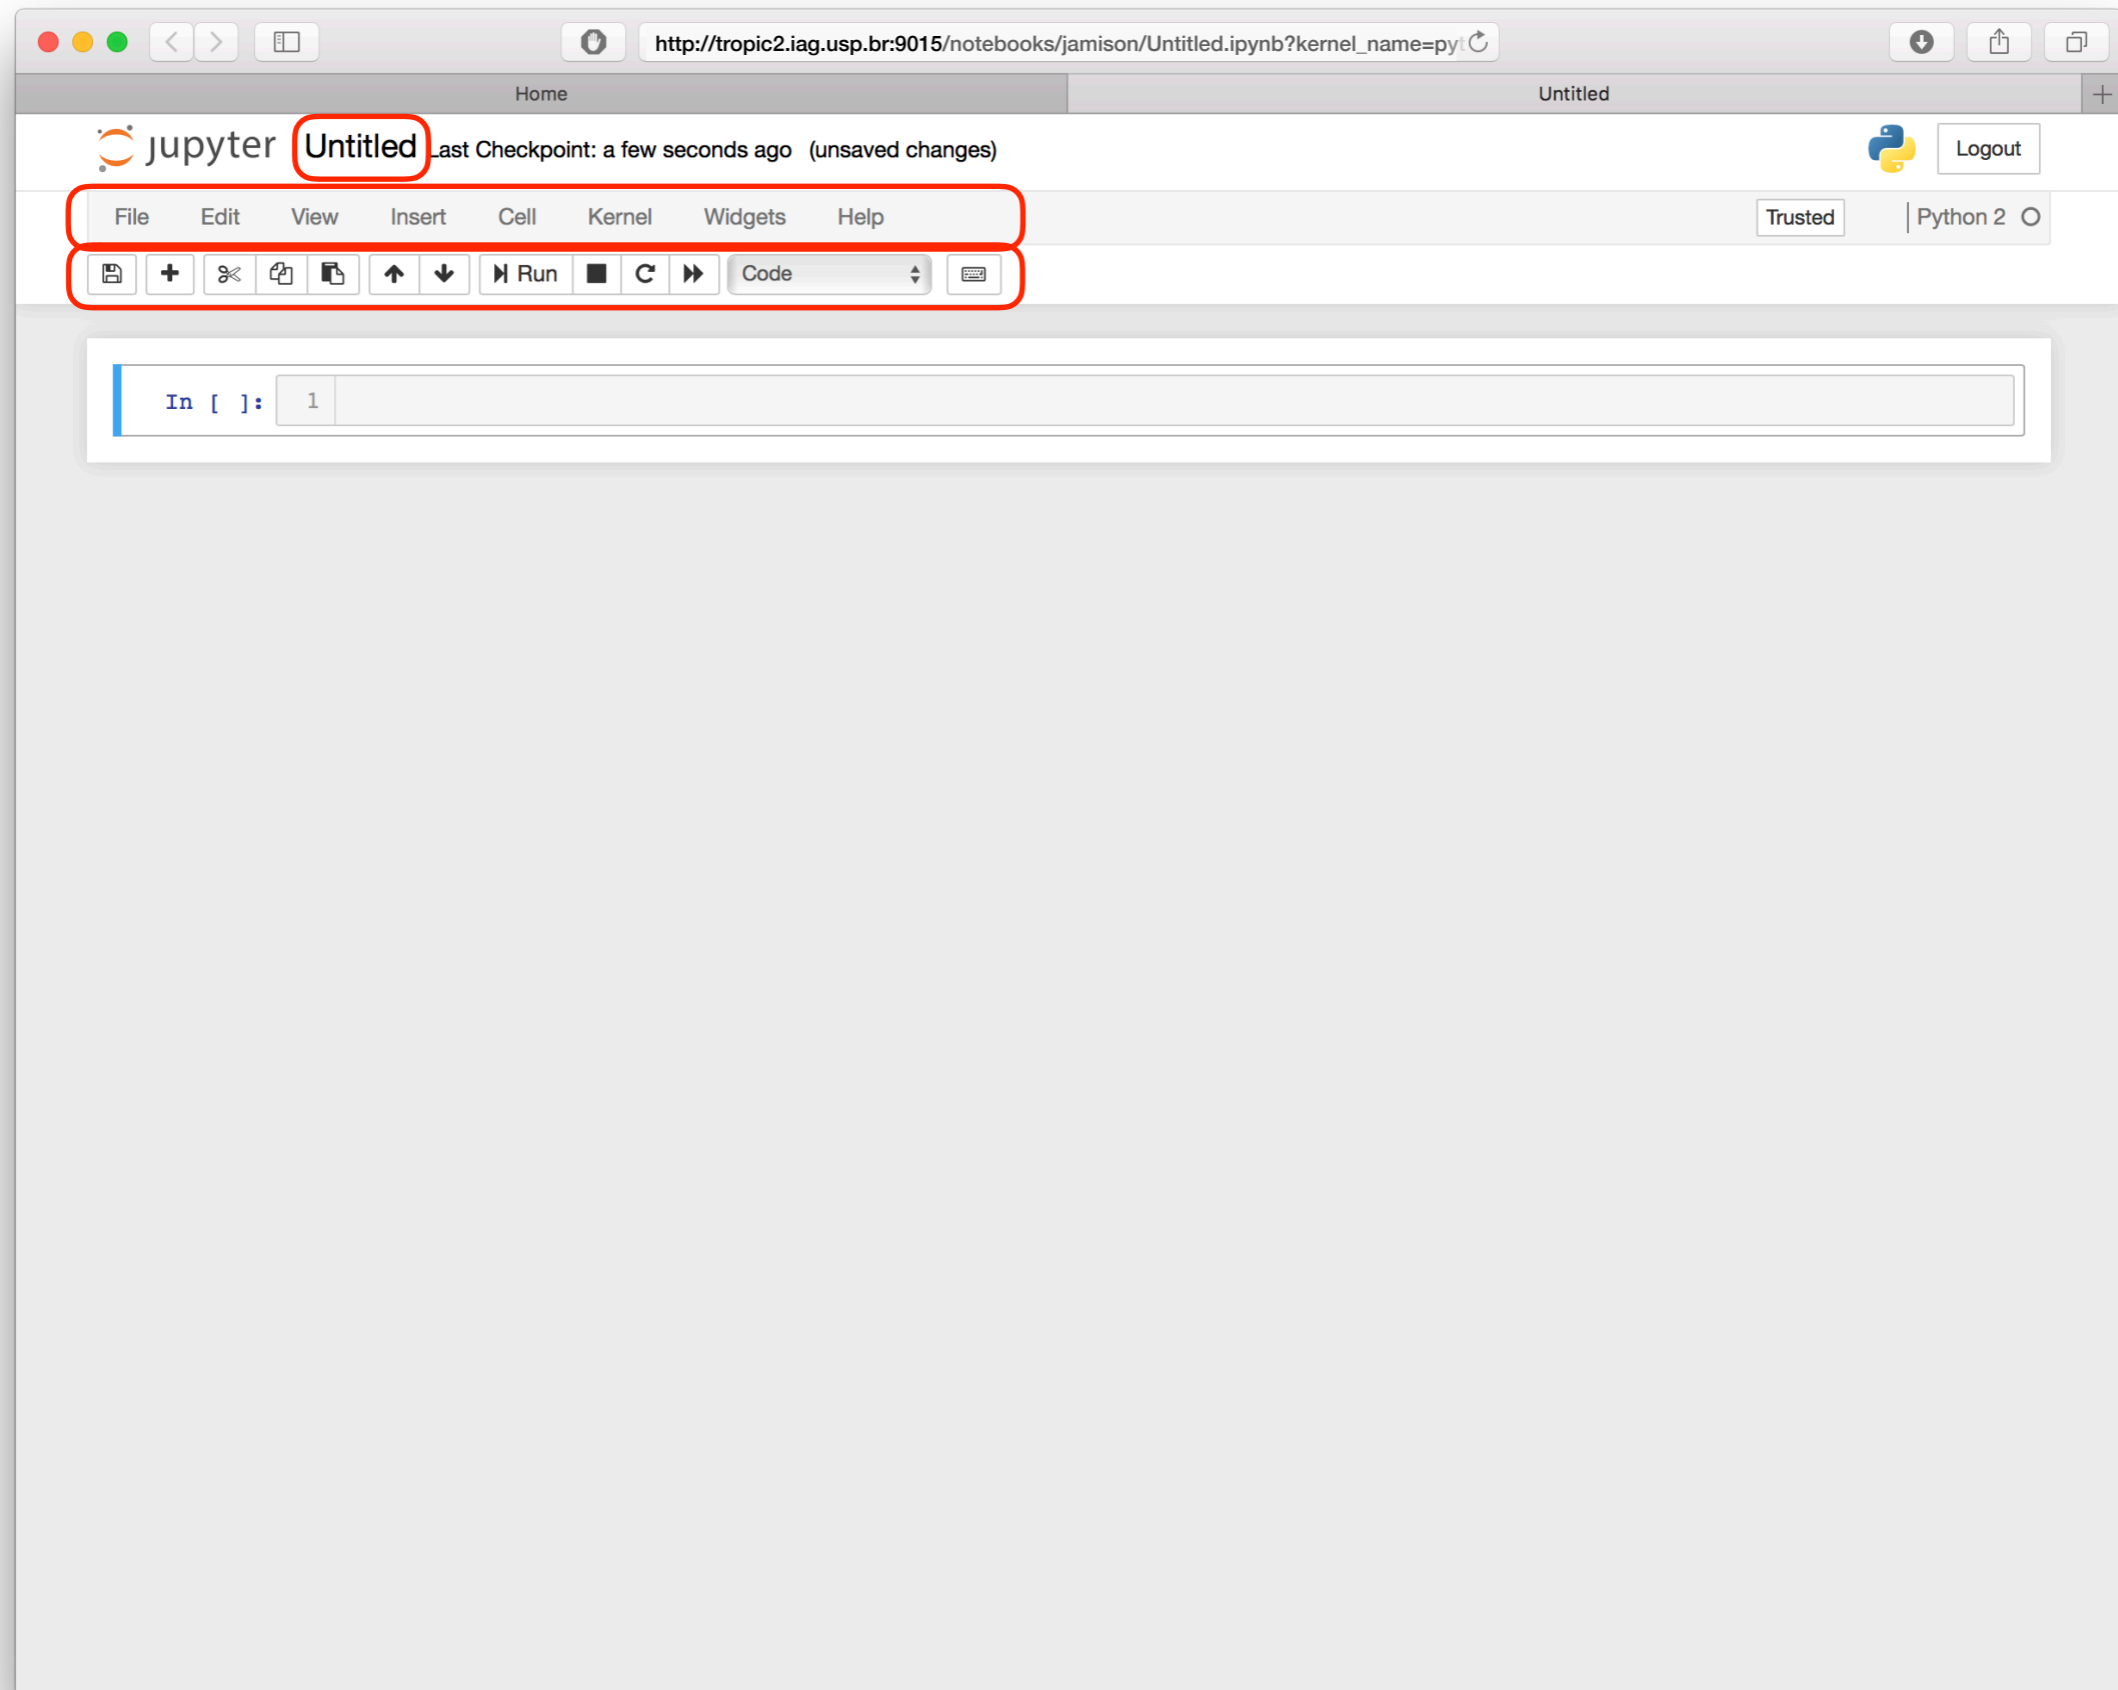 http://tropic2.iag.usp.br:9015/notebooks/jamison/Untitled.ipynb?kernel_name=pyt
Home Untitled
jupyter Untitled Last Checkpoint: a few seconds ago (unsaved changes) Logout
File Edit View Insert Cell Kernel Widgets Help Trusted Python 2
Run Code
In [ ]: 1